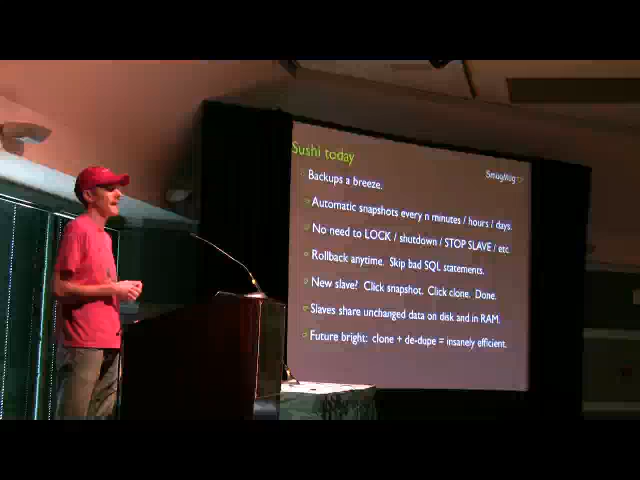 Sushi today
SmugMug
Backups a breeze.
Automatic snapshots every n minutes / hours / days.
No need to LOCK / shutdown / STOP SLAVE / etc.
Rollback anytime. Skip bad SQL statements.
New slave? Click snapshot. Click clone. Done.
Slaves share unchanged data on disk and in RAM.
Future bright: clone + de-dupe = insanely efficient.